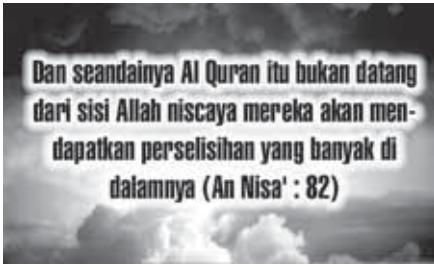 Dan seandainya Al Quran itu bukan datang
dari sisi Allah niscaya mereka akan men-
dapatkan perselisihan yang banyak di
dalamnya (An Nisa' : 82)